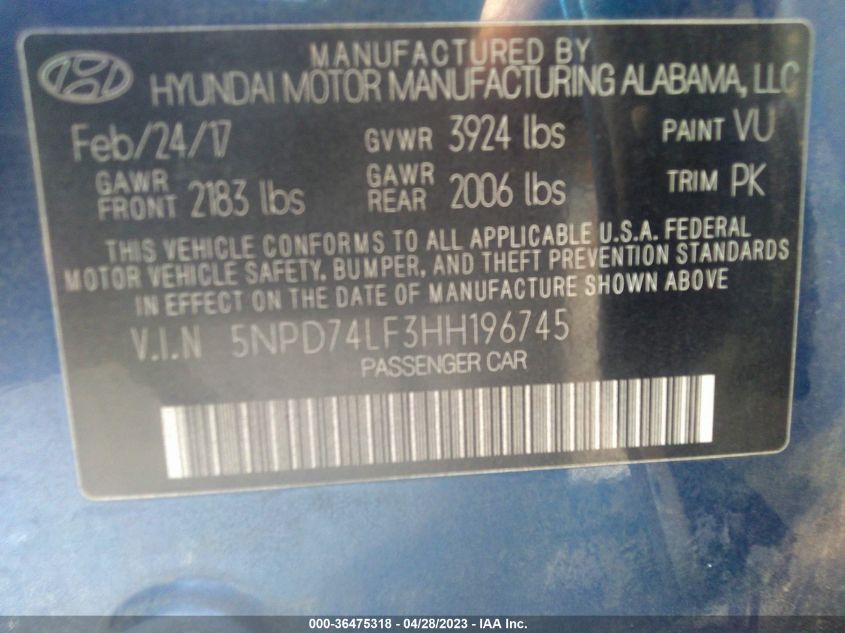 MANUFACTURED BY
HYUNDAI MOTOR MANUFACTURING ALABAMA, LLC
Feb/24/17 GVWR 3924 lbs PAINT VU
GAWR FRONT 2183 lbs GAWR REAR 2006 lbs TRIM PK
THIS VEHICLE CONFORMS TO ALL APPLICABLE U.S.A. FEDERAL
MOTOR VEHICLE SAFETY, BUMPER, AND THEFT PREVENTION STANDARDS
IN EFFECT ON THE DATE OF MANUFACTURE SHOWN ABOVE
V.I.N 5NPD74LF3HH196745
PASSENGER CAR
000-36475318 - 04/28/2023 - IAA Inc.